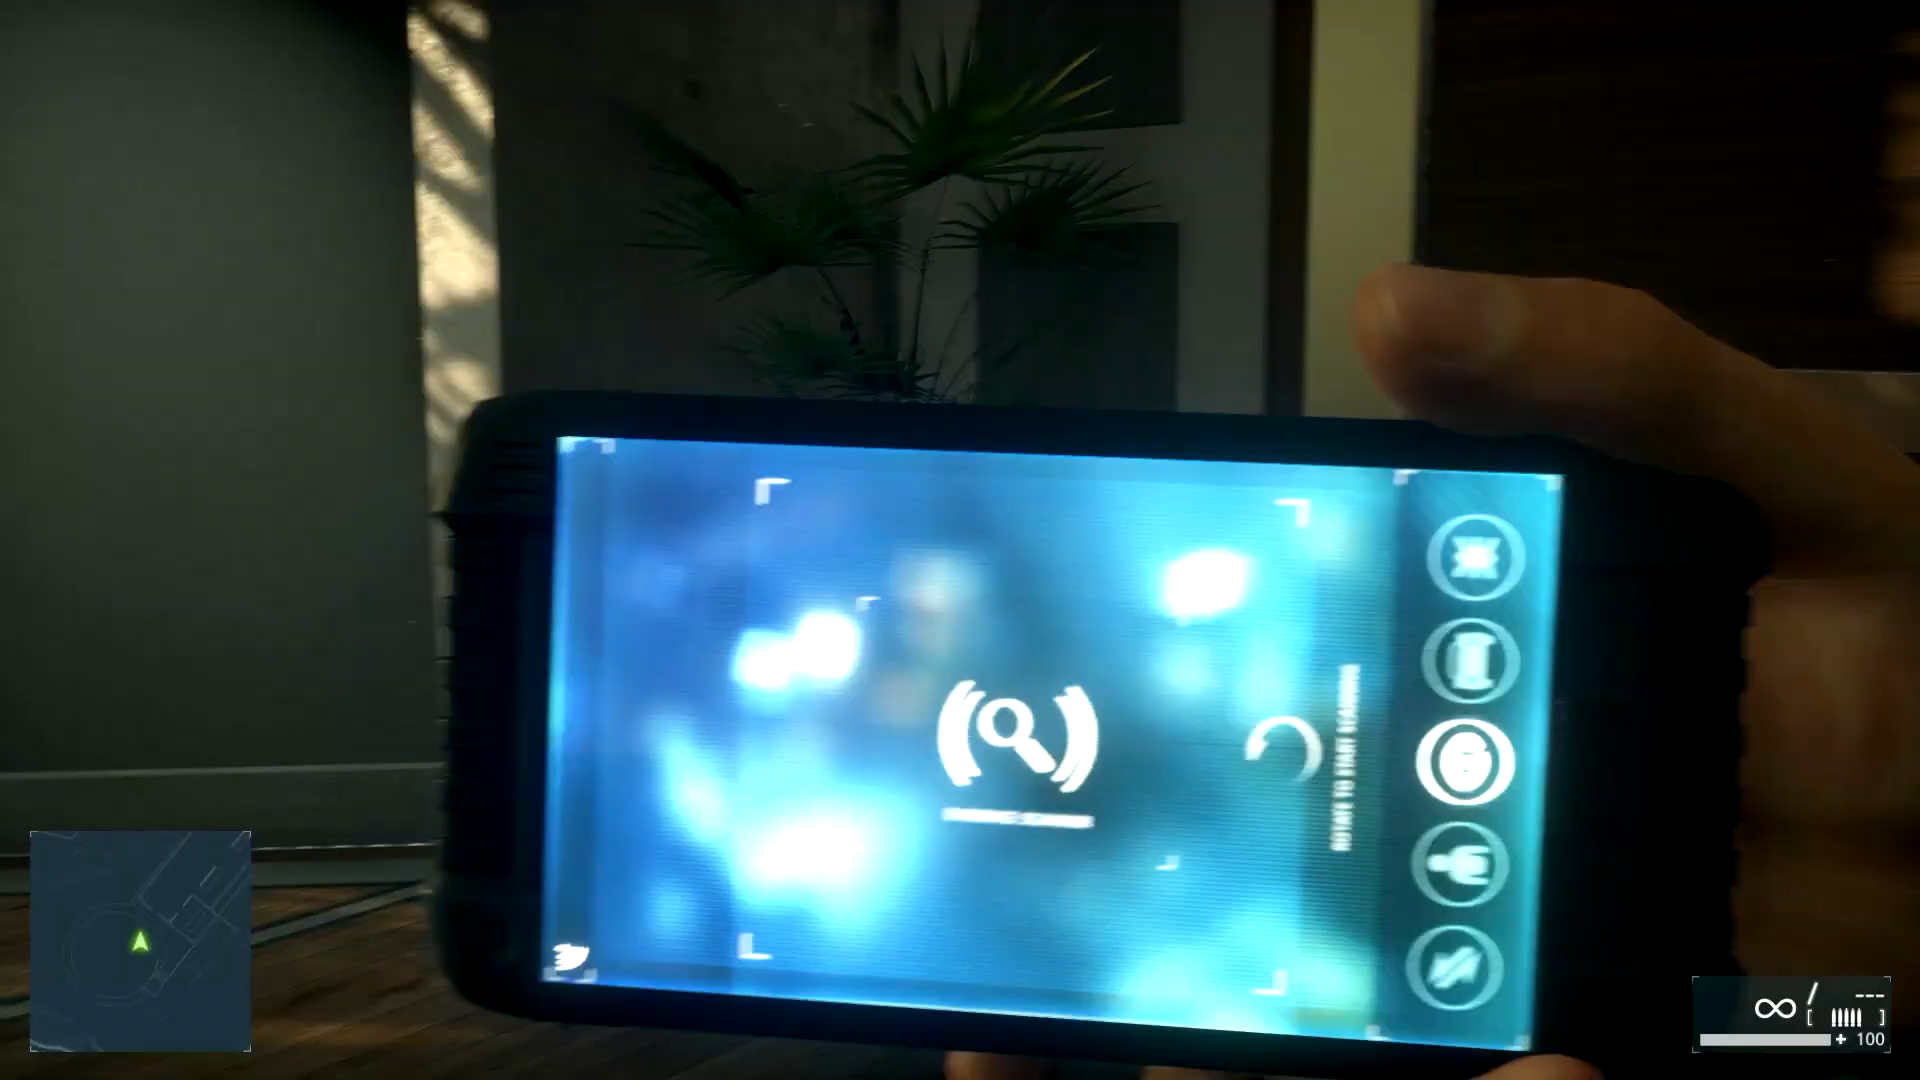 ROTATE TO START SCANNING
∞ / ---
[ ]
+ 100